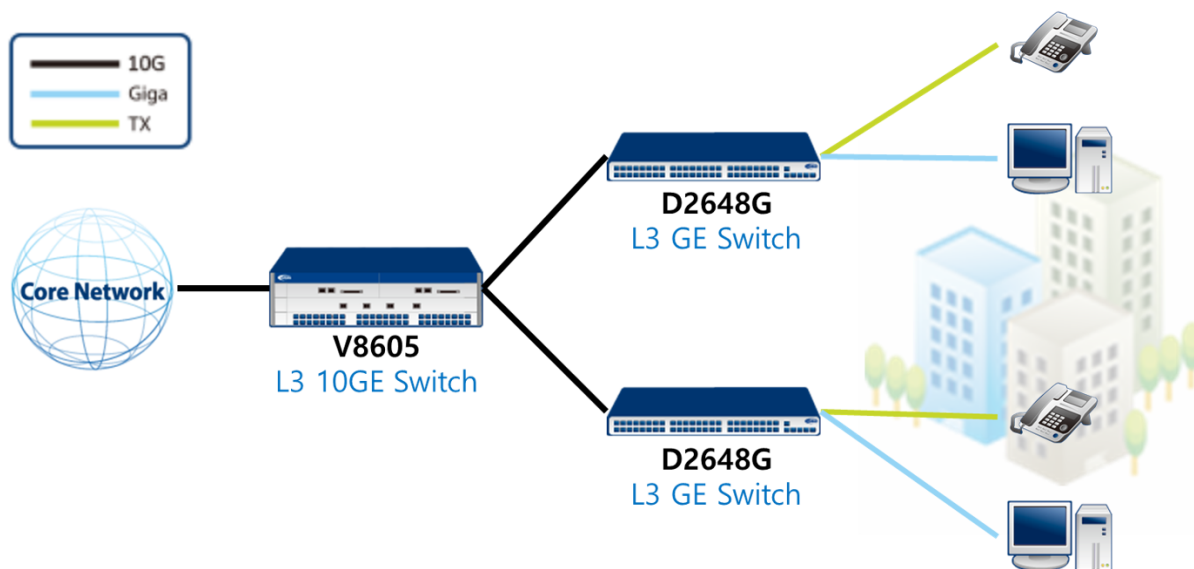 10G
Giga
TX
Core Network
V8605
L3 10GE Switch
D2648G
L3 GE Switch
D2648G
L3 GE Switch